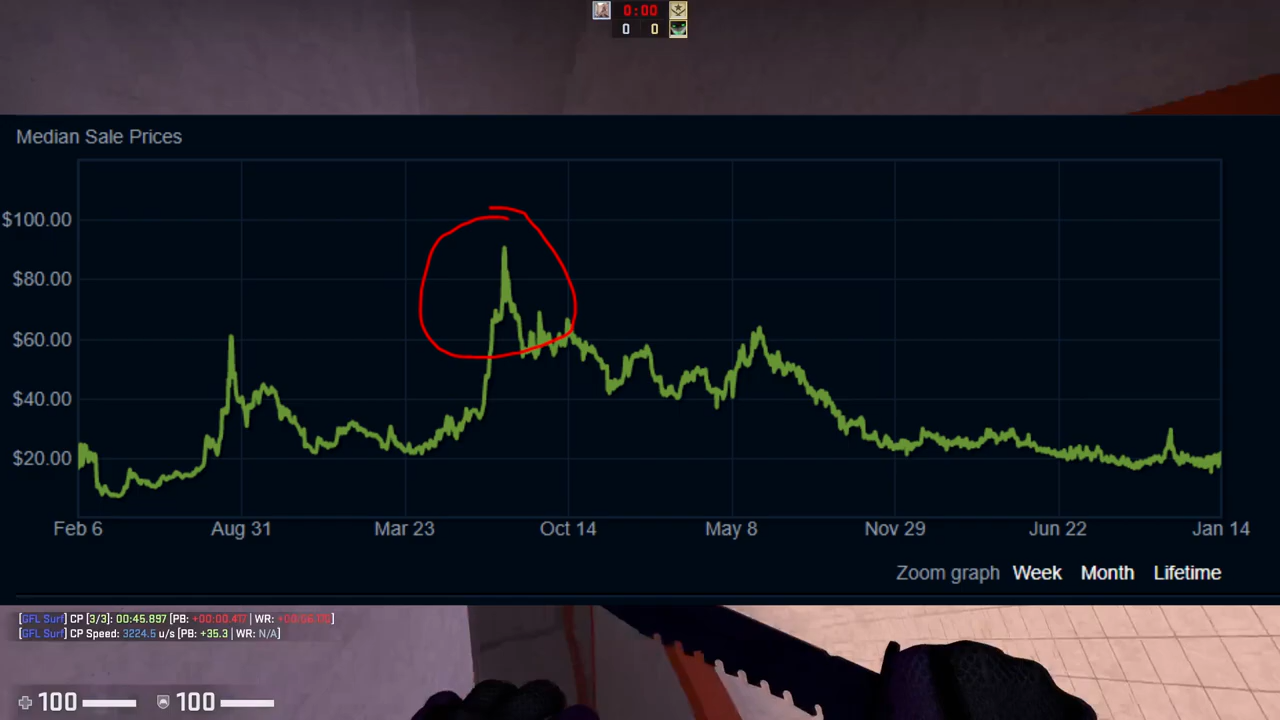 0:00
0 0
Median Sale Prices
$100.00
$80.00
$60.00
$40.00
$20.00
Feb 6 Aug 31 Mar 23 Oct 14 May 8 Nov 29 Jun 22 Jan 14
Zoom graph Week Month Lifetime
[GFL Surf] CP [3/3]: 00:45.897 [PB: +00:00.417 | WR:
[GFL Surf] CP Speed: 3224.5 u/s [PB: +35.3 | WR: N/A]
100 100